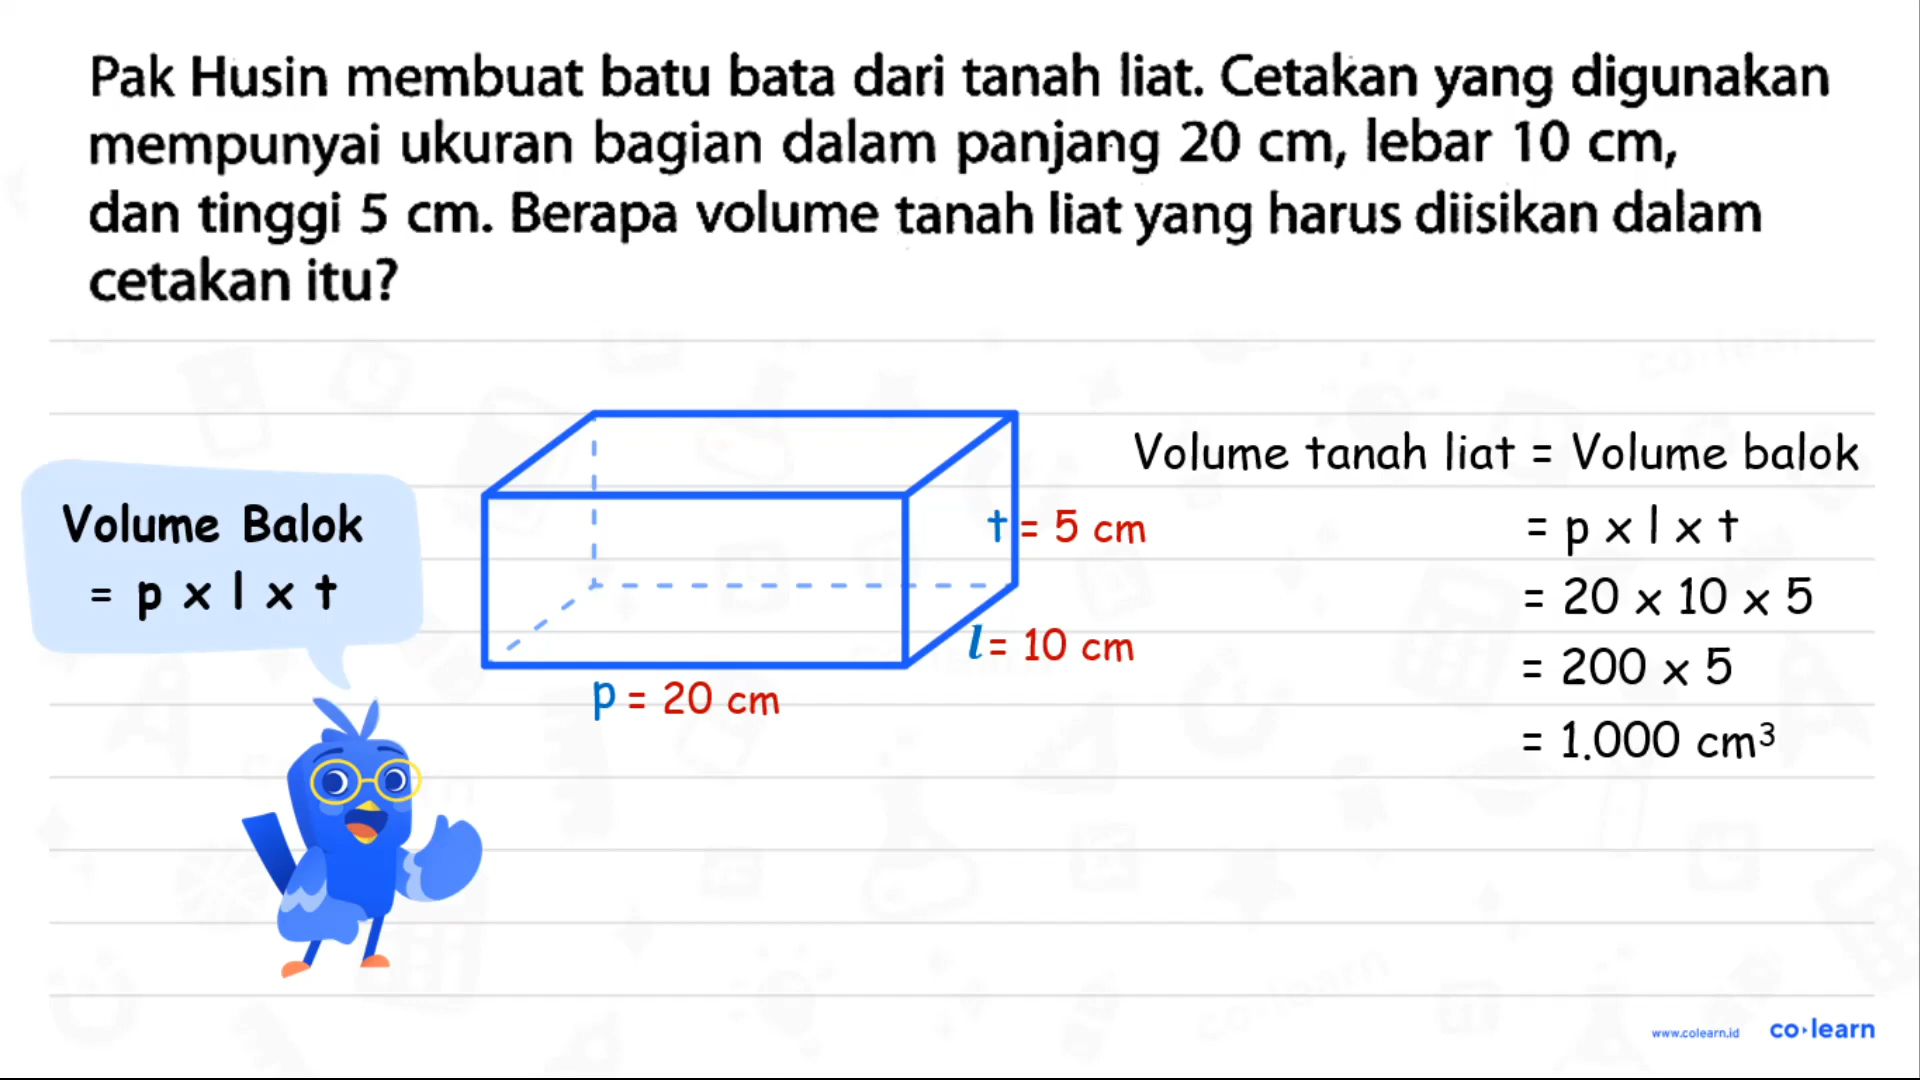 Pak Husin membuat batu bata dari tanah liat. Cetakan yang digunakan
mempunyai ukuran bagian dalam panjang 20 cm, lebar 10 cm,
dan tinggi 5 cm. Berapa volume tanah liat yang harus diisikan dalam
cetakan itu?
Volume Balok
= p x l x t
t = 5 cm
l = 10 cm
p = 20 cm
Volume tanah liat = Volume balok
= p x l x t
= 20 x 10 x 5
= 200 x 5
= 1.000 cm³
www.colearn.id co·learn